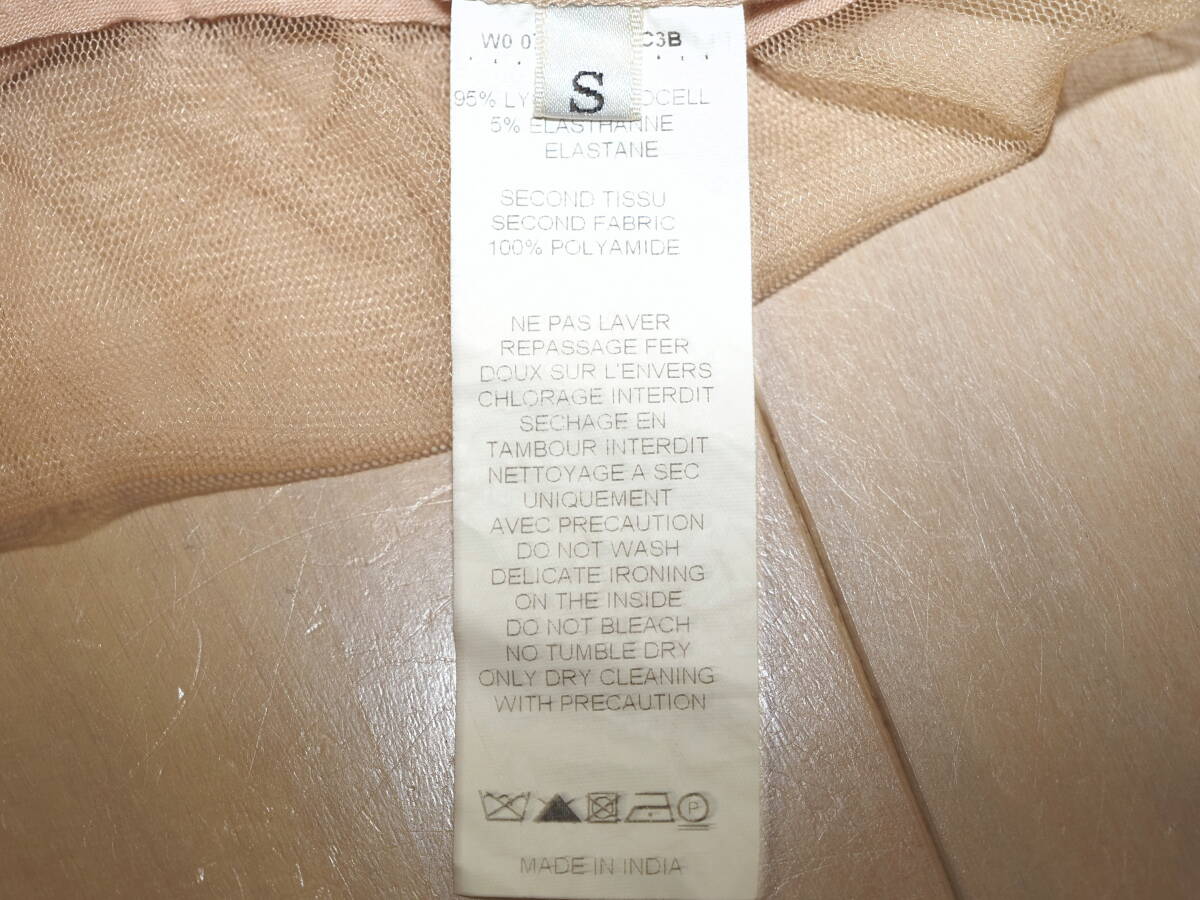 W0 C3B
S
95%
5% ELASTHANNE
ELASTANE
SECOND TISSU
SECOND FABRIC
100% POLYAMIDE
NE PAS LAVER
REPASSAGE FER
DOUX SUR L'ENVERS
CHLORAGE INTERDIT
SECHAGE EN
TAMBOUR INTERDIT
NETTOYAGE A SEC
UNIQUEMENT
AVEC PRECAUTION
DO NOT WASH
DELICATE IRONING
ON THE INSIDE
DO NOT BLEACH
NO TUMBLE DRY
ONLY DRY CLEANING
WITH PRECAUTION
P
MADE IN INDIA